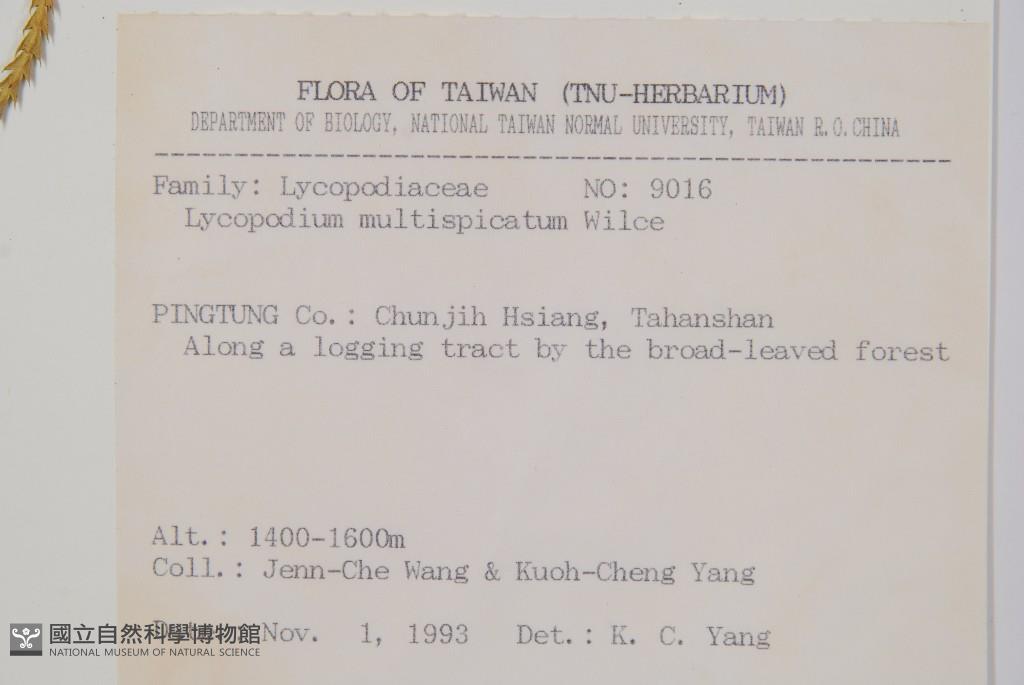 FLORA OF TAIWAN (TNU-HERBARIUM)
DEPARTMENT OF BIOLOGY, NATIONAL TAIWAN NORMAL UNIVERSITY, TAIWAN R.O.CHINA
Family: Lycopodiaceae NO: 9016
Lycopodium multispicatum Wilce
PINGTUNG Co.: Chunjih Hsiang, Tahanshan
Along a logging tract by the broad-leaved forest
Alt.: 1400-1600m
Coll.: Jenn-Che Wang & Kuoh-Cheng Yang
Nov. 1, 1993 Det.: K. C. Yang
國立自然科學博物館
NATIONAL MUSEUM OF NATURAL SCIENCE